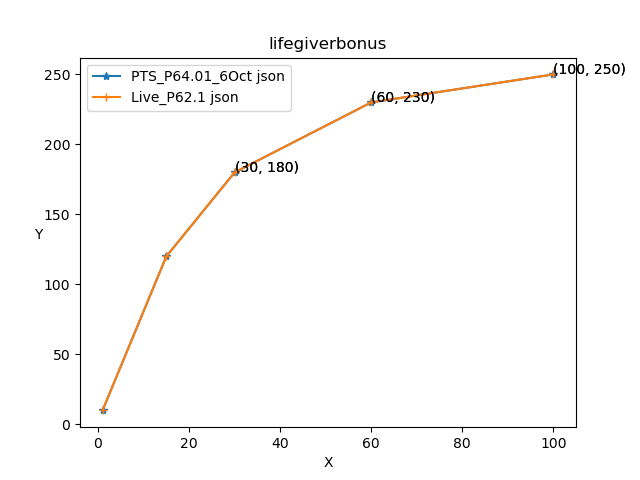 lifegiverbonus
PTS_P64.01_6Oct json
Live_P62.1 json
(100, 250)
(60, 230)
(30, 180)
250
200
150
100
50
0
Y
0 20 40 60 80 100
X